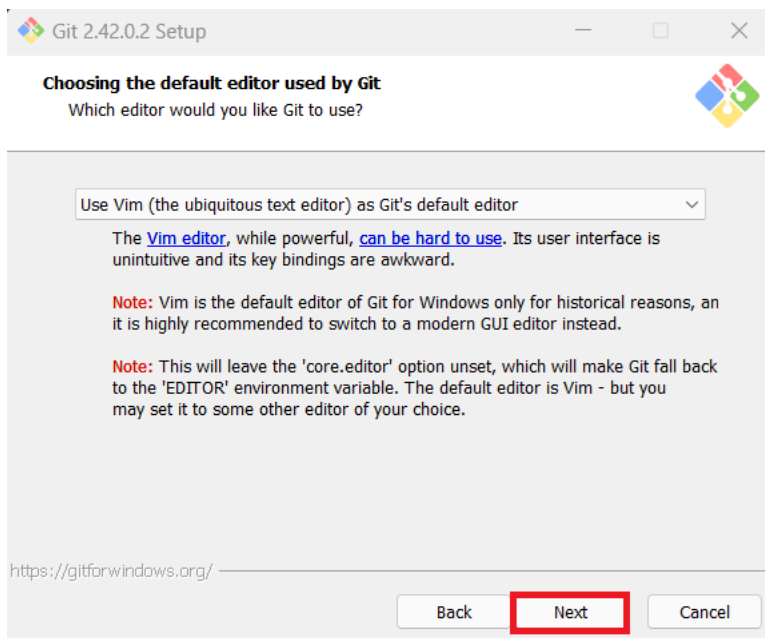 Git 2.42.0.2 Setup
Choosing the default editor used by Git
Which editor would you like Git to use?
Use Vim (the ubiquitous text editor) as Git's default editor
The Vim editor, while powerful, can be hard to use. Its user interface is
unintuitive and its key bindings are awkward.
Note: Vim is the default editor of Git for Windows only for historical reasons, an
it is highly recommended to switch to a modern GUI editor instead.
Note: This will leave the 'core.editor' option unset, which will make Git fall back
to the 'EDITOR' environment variable. The default editor is Vim - but you
may set it to some other editor of your choice.
https://gitforwindows.org/
Back Next Cancel